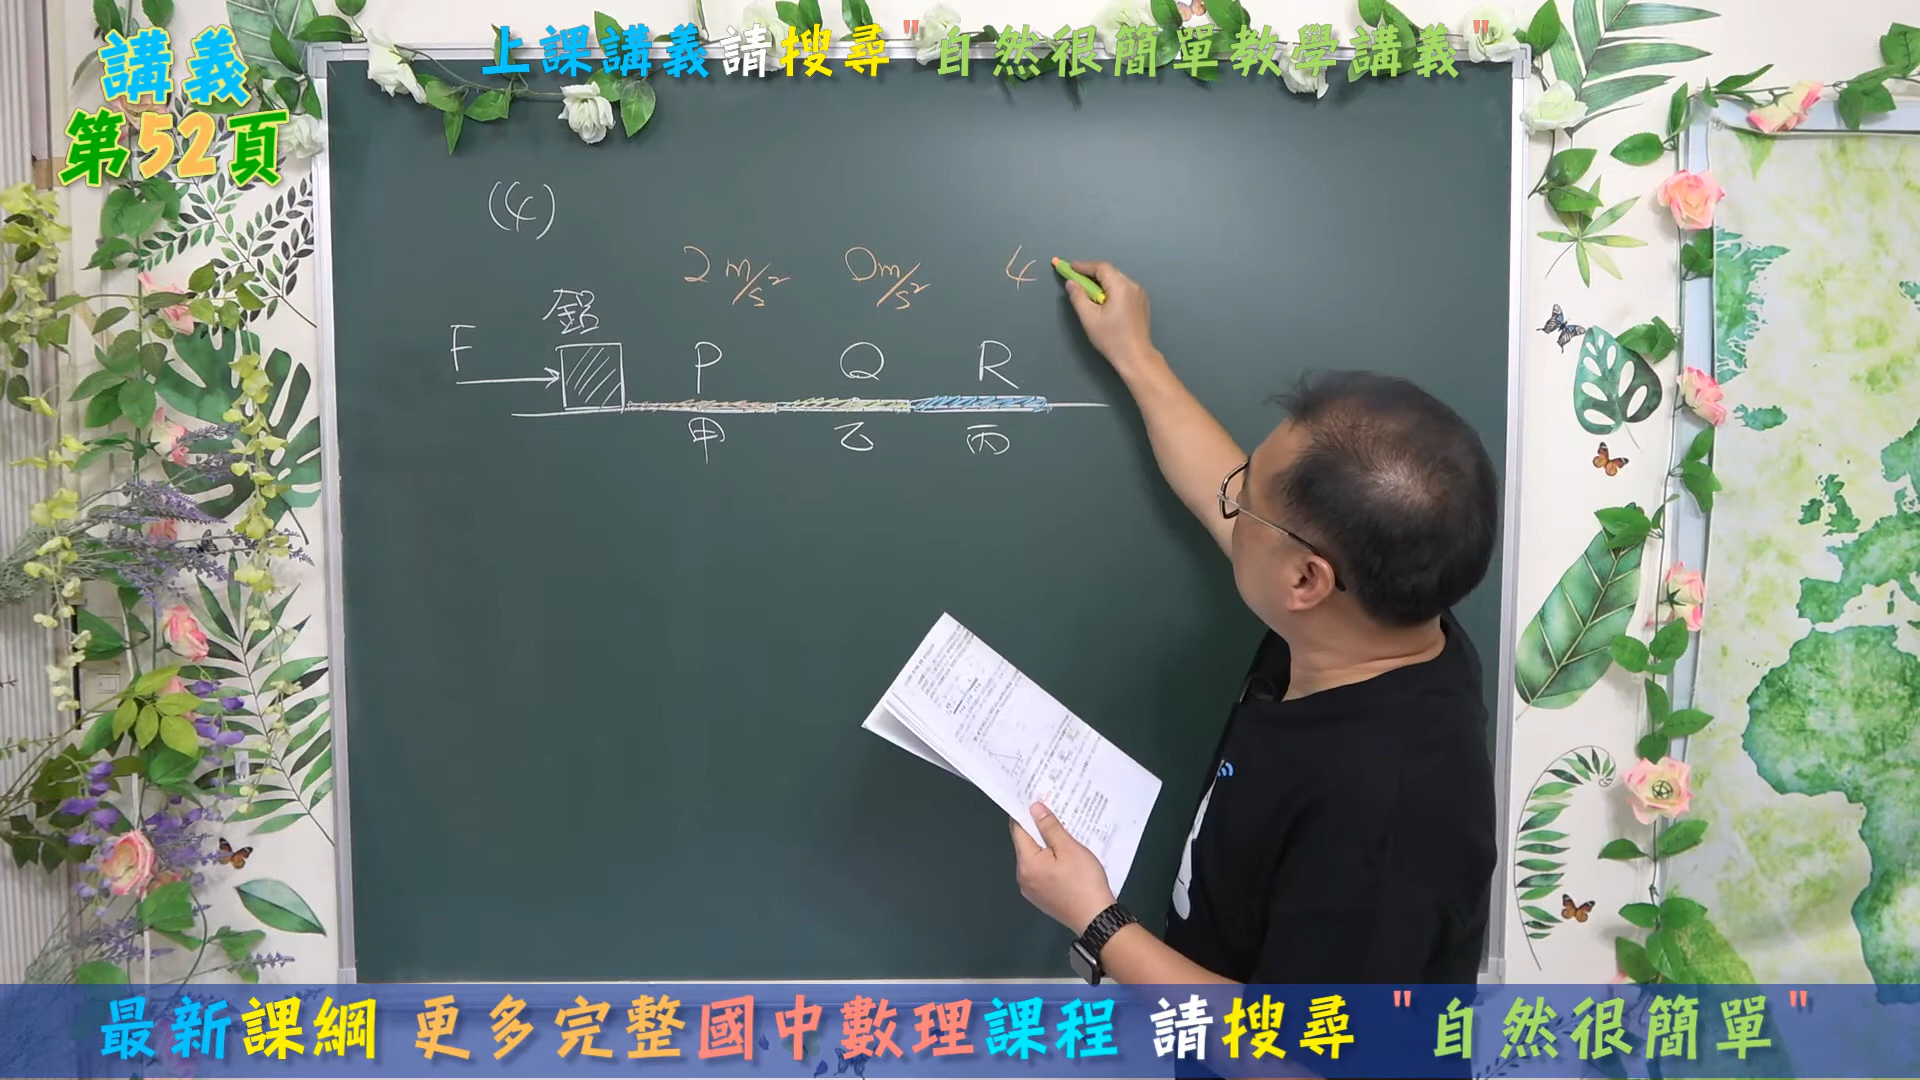 上課講義請搜尋"自然很簡單教學講義"
講義
第52頁
(4)
2 m/s² 0 m/s² 4
鋁
F P Q R
甲 乙 丙
最新課綱 更多完整國中數理課程 請搜尋 "自然很簡單"